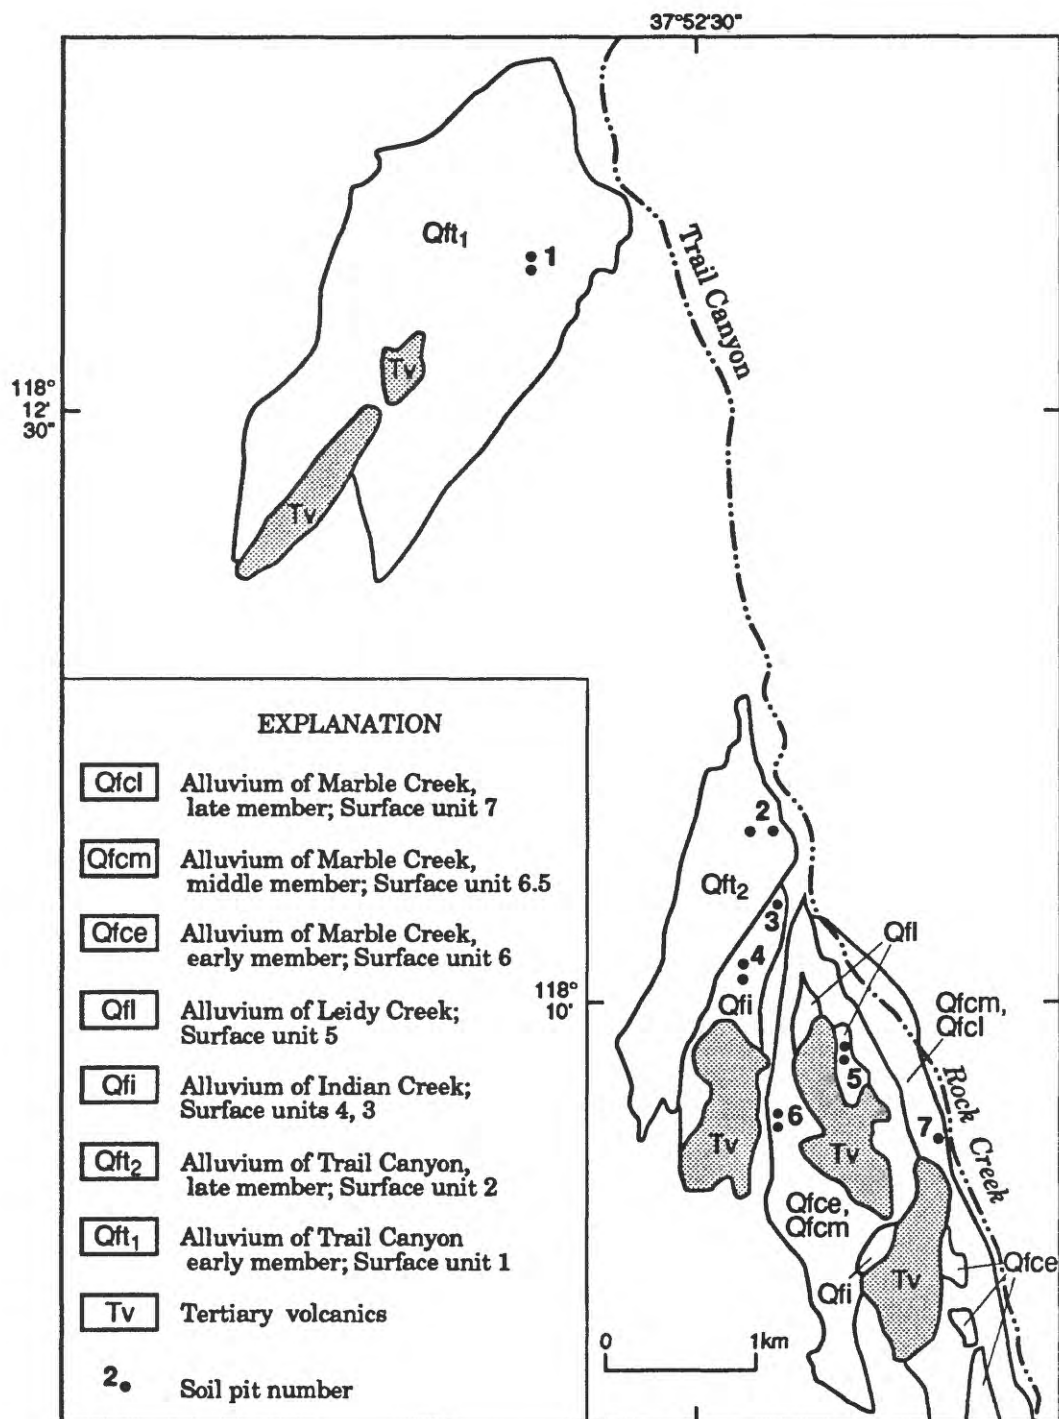 37°52'30"
Qft₁
1
Trail Canyon
Tv
118°
12'
30"
Tv
EXPLANATION
Qfcl Alluvium of Marble Creek,
late member; Surface unit 7
Qfcm Alluvium of Marble Creek,
middle member; Surface unit 6.5
Qfce Alluvium of Marble Creek,
early member; Surface unit 6
Qfl Alluvium of Leidy Creek;
Surface unit 5
Qfi Alluvium of Indian Creek;
Surface units 4, 3
Qft₂ Alluvium of Trail Canyon,
late member; Surface unit 2
Qft₁ Alluvium of Trail Canyon
early member; Surface unit 1
Tv Tertiary volcanics
2 Soil pit number
2
Qft₂
3
4
Qfl
118°
10'
Qfi
Qfcm,
Qfcl
5
Rock Creek
6
7
Tv
Tv
Qfce,
Qfcm
Qfce
Qfi
Tv
0 1km